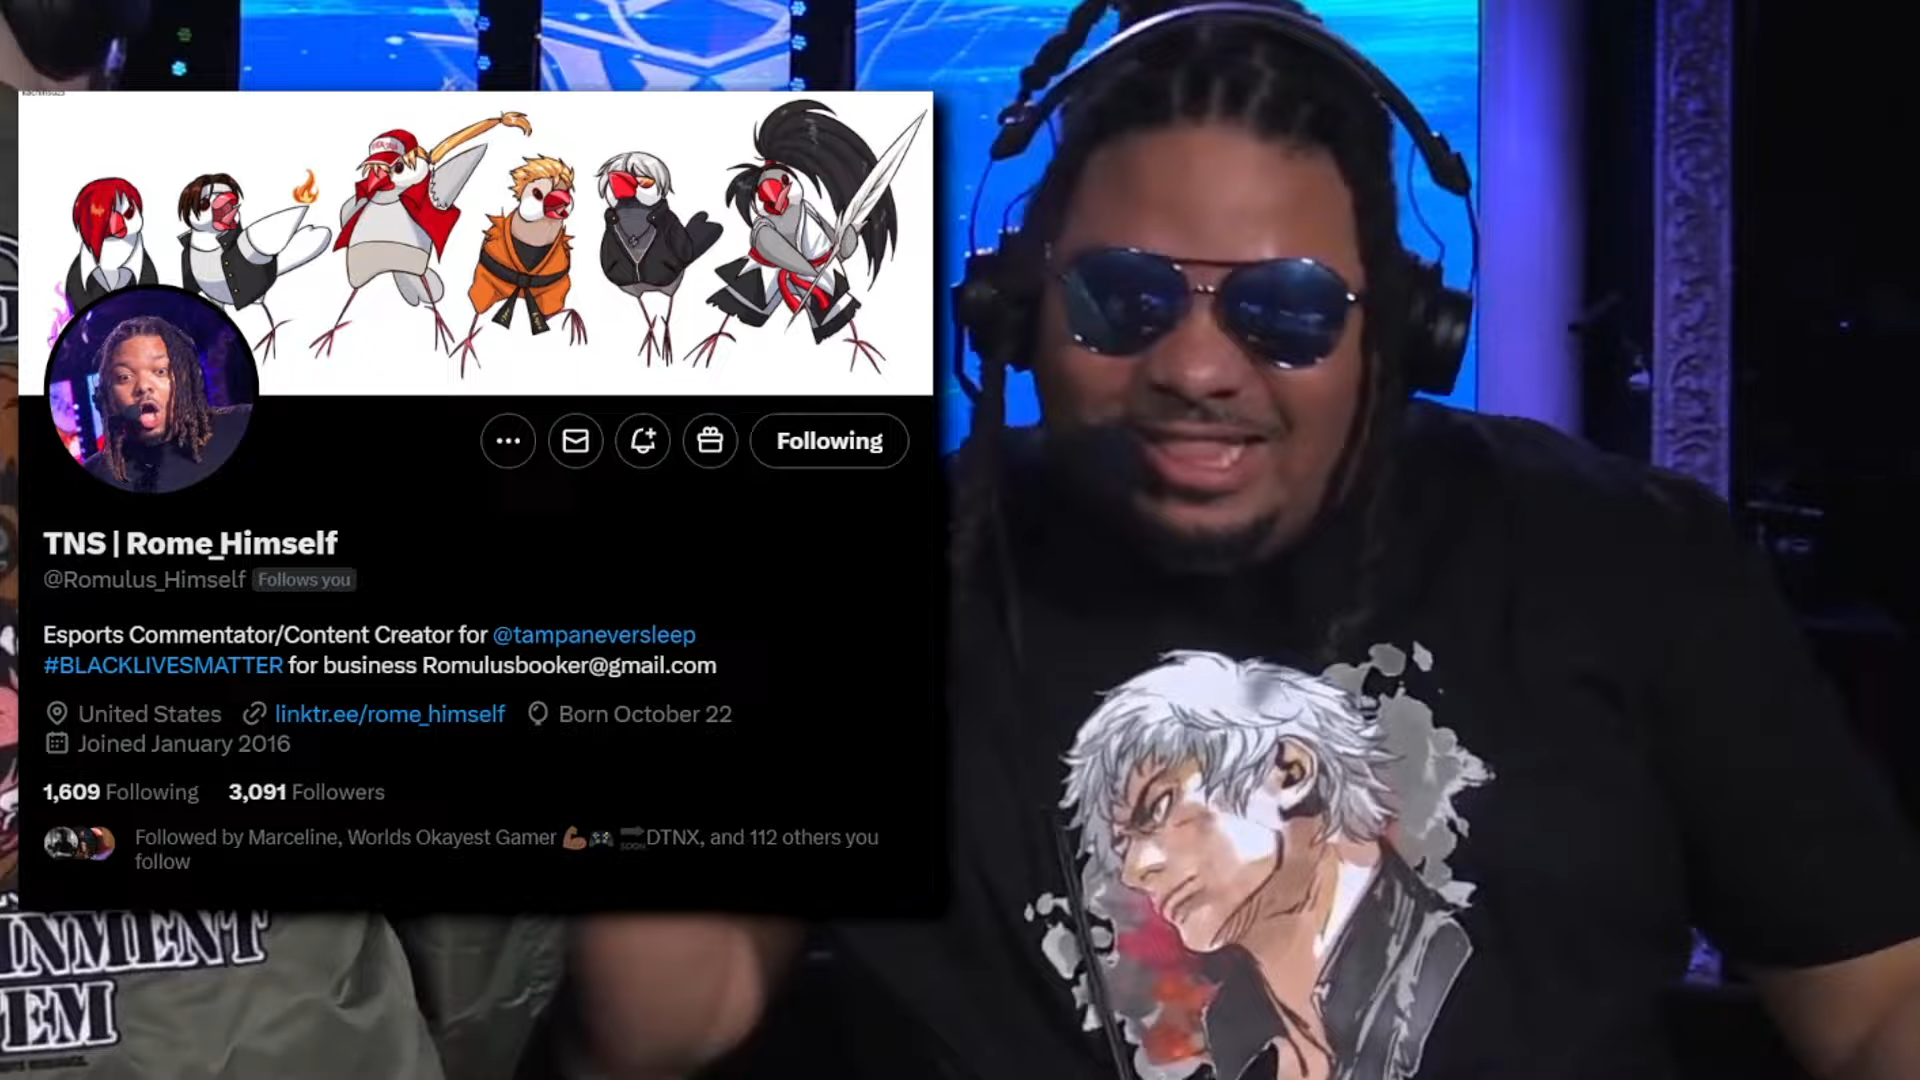 Following
TNS | Rome_Himself
@Romulus_Himself Follows you
Esports Commentator/Content Creator for @tampaneversleep
#BLACKLIVESMATTER for business Romulusbooker@gmail.com
United States linktr.ee/rome_himself Born October 22
Joined January 2016
1,609 Following 3,091 Followers
Followed by Marceline, Worlds Okayest Gamer 💪🎮 🔜DTNX, and 112 others you
follow